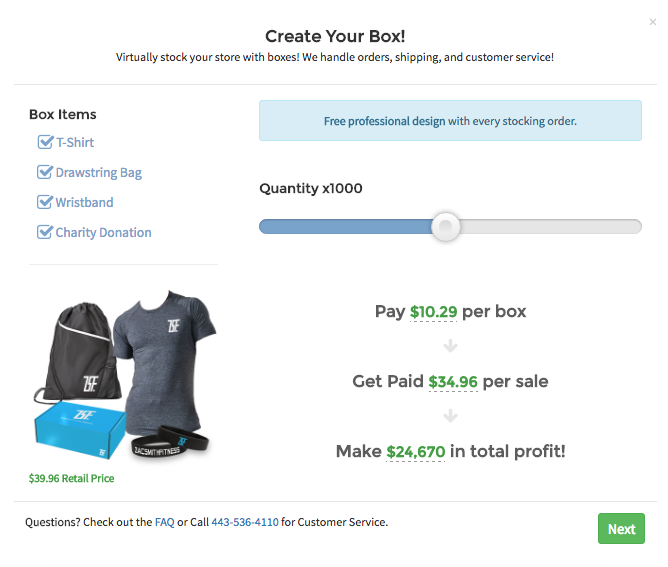 ×
Create Your Box!
Virtually stock your store with boxes! We handle orders, shipping, and customer service!
Box Items
T-Shirt
Drawstring Bag
Wristband
Charity Donation
Free professional design with every stocking order.
Quantity x1000
Pay $10.29 per box
Get Paid $34.96 per sale
Make $24,670 in total profit!
ZSF
ZSF
ZSF
ZACSMITHFITNESS
$39.96 Retail Price
Questions? Check out the FAQ or Call 443-536-4110 for Customer Service.
Next